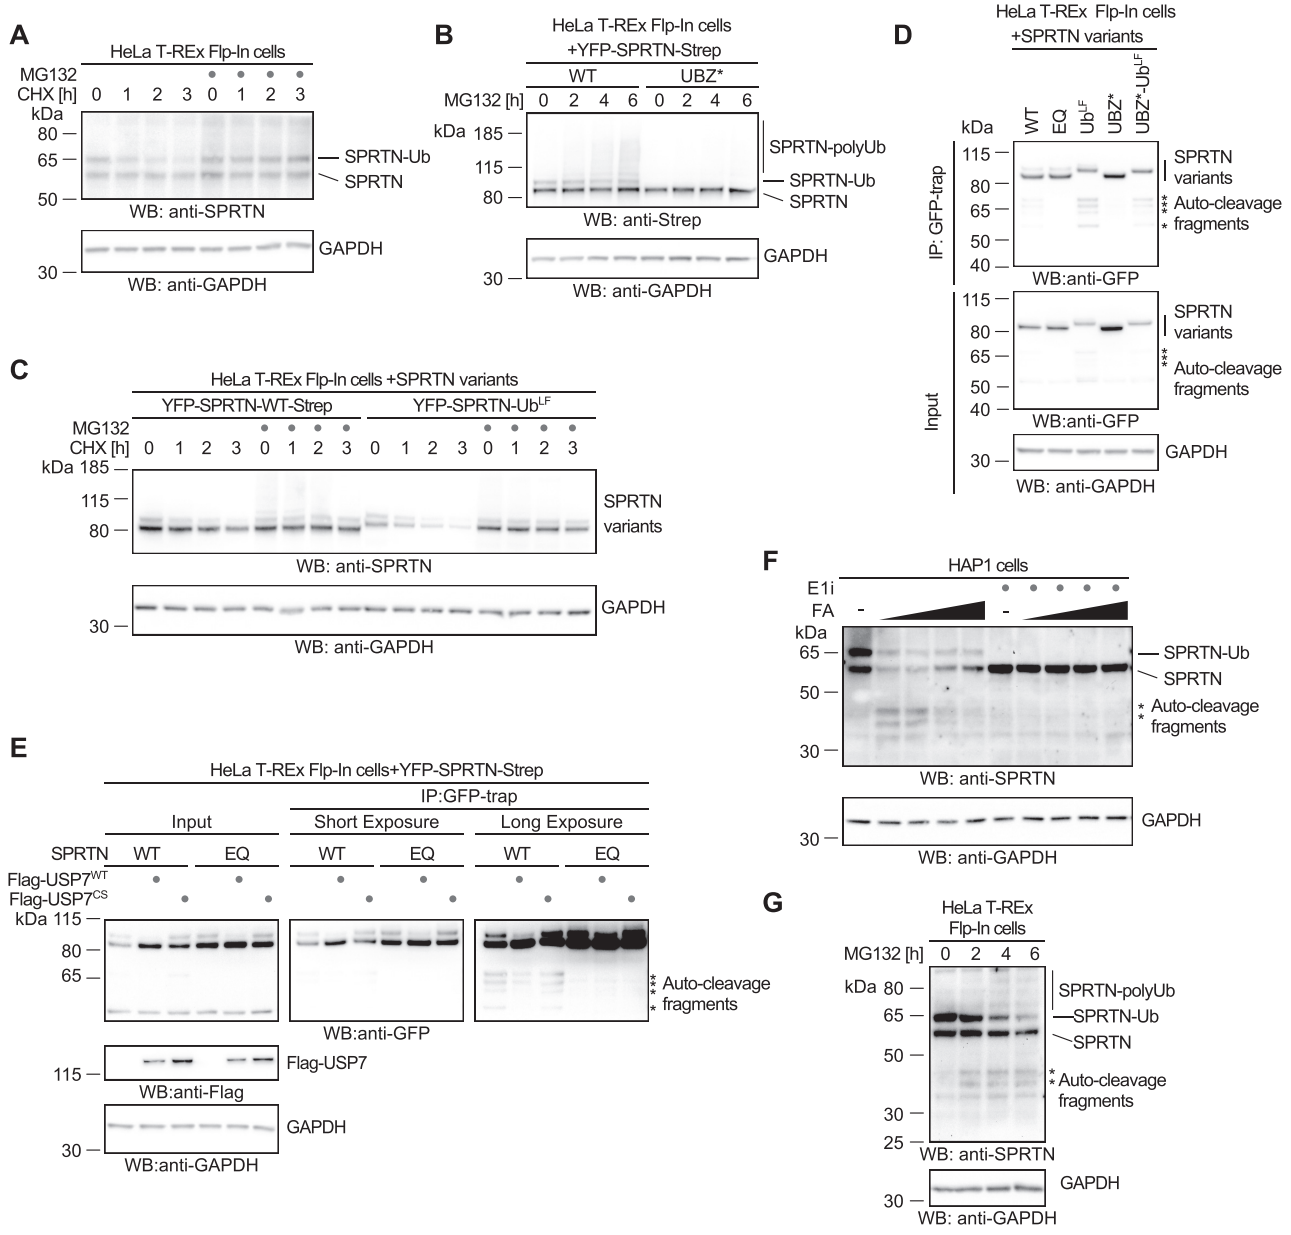 A
HeLa T-REx Flp-In cells
MG132
CHX [h] 0 1 2 3 0 1 2 3
kDa
80
65
50
SPRTN-Ub
SPRTN
WB: anti-SPRTN
GAPDH
30
WB: anti-GAPDH
B
HeLa T-REx Flp-In cells
+YFP-SPRTN-Strep
WT UBZ*
MG132 [h] 0 2 4 6 0 2 4 6
kDa 185
115
80
SPRTN-polyUb
SPRTN-Ub
SPRTN
WB: anti-Strep
GAPDH
30
WB: anti-GAPDH
C
HeLa T-REx Flp-In cells +SPRTN variants
YFP-SPRTN-WT-Strep YFP-SPRTN-Ub^LF
MG132
CHX [h] 0 1 2 3 0 1 2 3 0 1 2 3 0 1 2 3
kDa 185
115
80
SPRTN
variants
WB: anti-SPRTN
GAPDH
30
WB: anti-GAPDH
D
HeLa T-REx Flp-In cells
+SPRTN variants
WT EQ Ub^LF UBZ* UBZ*-Ub^LF
kDa
IP: GFP-trap
115
80
65
50
40
SPRTN
variants
* * * *
Auto-cleavage
fragments
WB:anti-GFP
Input
115
80
65
50
40
SPRTN
variants
* * *
Auto-cleavage
fragments
WB:anti-GFP
GAPDH
30
WB: anti-GAPDH
E
HeLa T-REx Flp-In cells+YFP-SPRTN-Strep
IP:GFP-trap
Input Short Exposure Long Exposure
SPRTN WT EQ WT EQ WT EQ
Flag-USP7^WT
Flag-USP7^CS
kDa 115
80
65
* * * *
Auto-cleavage
fragments
WB:anti-GFP
Flag-USP7
115
WB:anti-Flag
GAPDH
30
WB:anti-GAPDH
F
HAP1 cells
E1i
FA - -
kDa
65
50
30
SPRTN-Ub
SPRTN
* *
Auto-cleavage
fragments
WB: anti-SPRTN
GAPDH
30
WB: anti-GAPDH
G
HeLa T-REx
Flp-In cells
MG132 [h] 0 2 4 6
kDa 80
65
50
30
25
SPRTN-polyUb
SPRTN-Ub
SPRTN
* *
Auto-cleavage
fragments
WB: anti-SPRTN
GAPDH
30
WB: anti-GAPDH